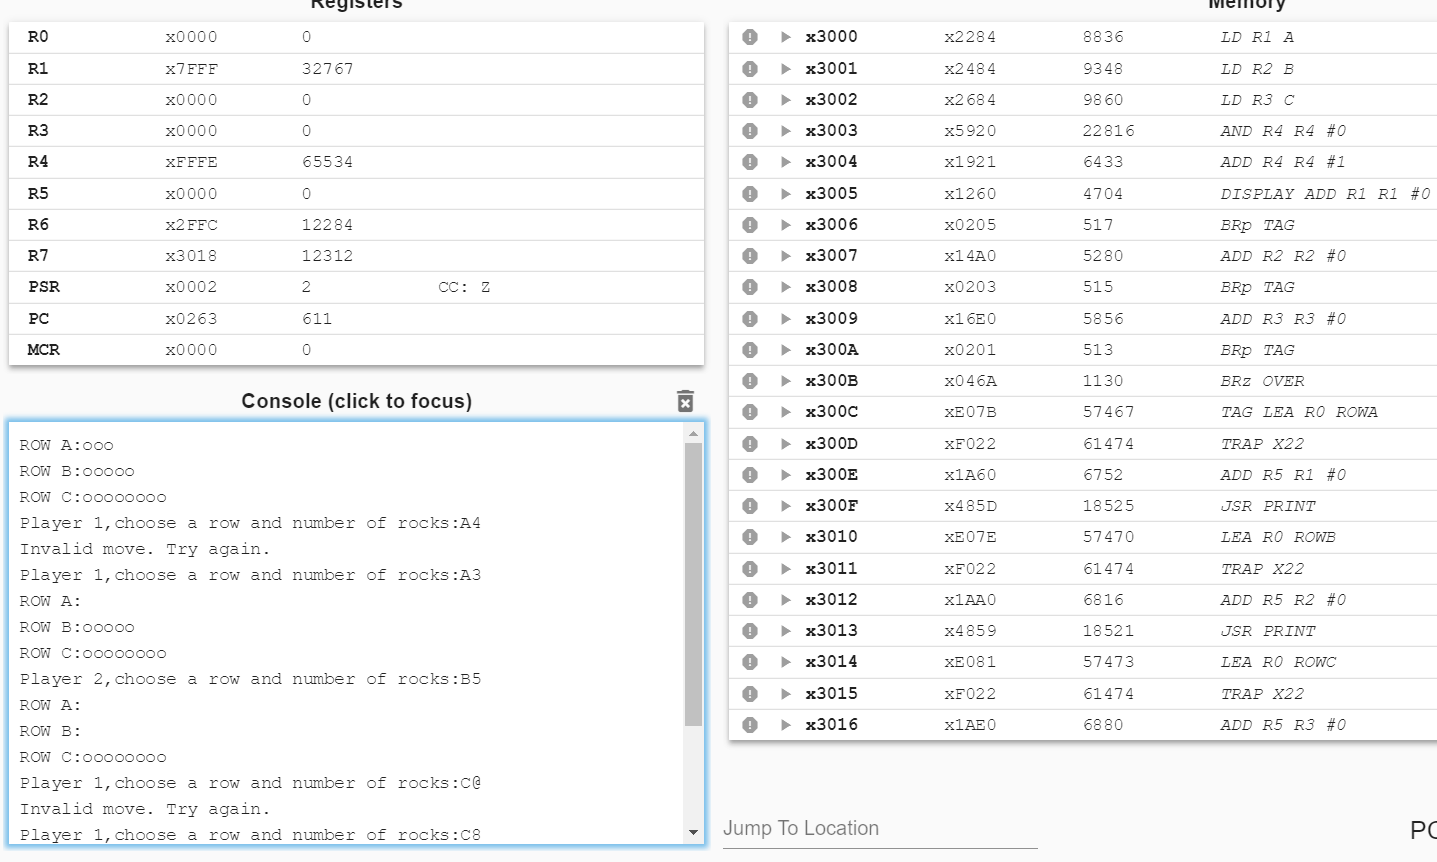 Registers
R0 x0000 0
R1 x7FFF 32767
R2 x0000 0
R3 x0000 0
R4 xFFFE 65534
R5 x0000 0
R6 x2FFC 12284
R7 x3018 12312
PSR x0002 2 CC: Z
PC x0263 611
MCR x0000 0
Console (click to focus)
ROW A:ooo
ROW B:ooooo
ROW C:oooooooo
Player 1,choose a row and number of rocks:A4
Invalid move. Try again.
Player 1,choose a row and number of rocks:A3
ROW A:
ROW B:ooooo
ROW C:oooooooo
Player 2,choose a row and number of rocks:B5
ROW A:
ROW B:
ROW C:oooooooo
Player 1,choose a row and number of rocks:C@
Invalid move. Try again.
Player 1,choose a row and number of rocks:C8
Memory
x3000 x2284 8836 LD R1 A
x3001 x2484 9348 LD R2 B
x3002 x2684 9860 LD R3 C
x3003 x5920 22816 AND R4 R4 #0
x3004 x1921 6433 ADD R4 R4 #1
x3005 x1260 4704 DISPLAY ADD R1 R1 #0
x3006 x0205 517 BRp TAG
x3007 x14A0 5280 ADD R2 R2 #0
x3008 x0203 515 BRp TAG
x3009 x16E0 5856 ADD R3 R3 #0
x300A x0201 513 BRp TAG
x300B x046A 1130 BRz OVER
x300C xE07B 57467 TAG LEA R0 ROWA
x300D xF022 61474 TRAP X22
x300E x1A60 6752 ADD R5 R1 #0
x300F x485D 18525 JSR PRINT
x3010 xE07E 57470 LEA R0 ROWB
x3011 xF022 61474 TRAP X22
x3012 x1AA0 6816 ADD R5 R2 #0
x3013 x4859 18521 JSR PRINT
x3014 xE081 57473 LEA R0 ROWC
x3015 xF022 61474 TRAP X22
x3016 x1AE0 6880 ADD R5 R3 #0
Jump To Location
PC